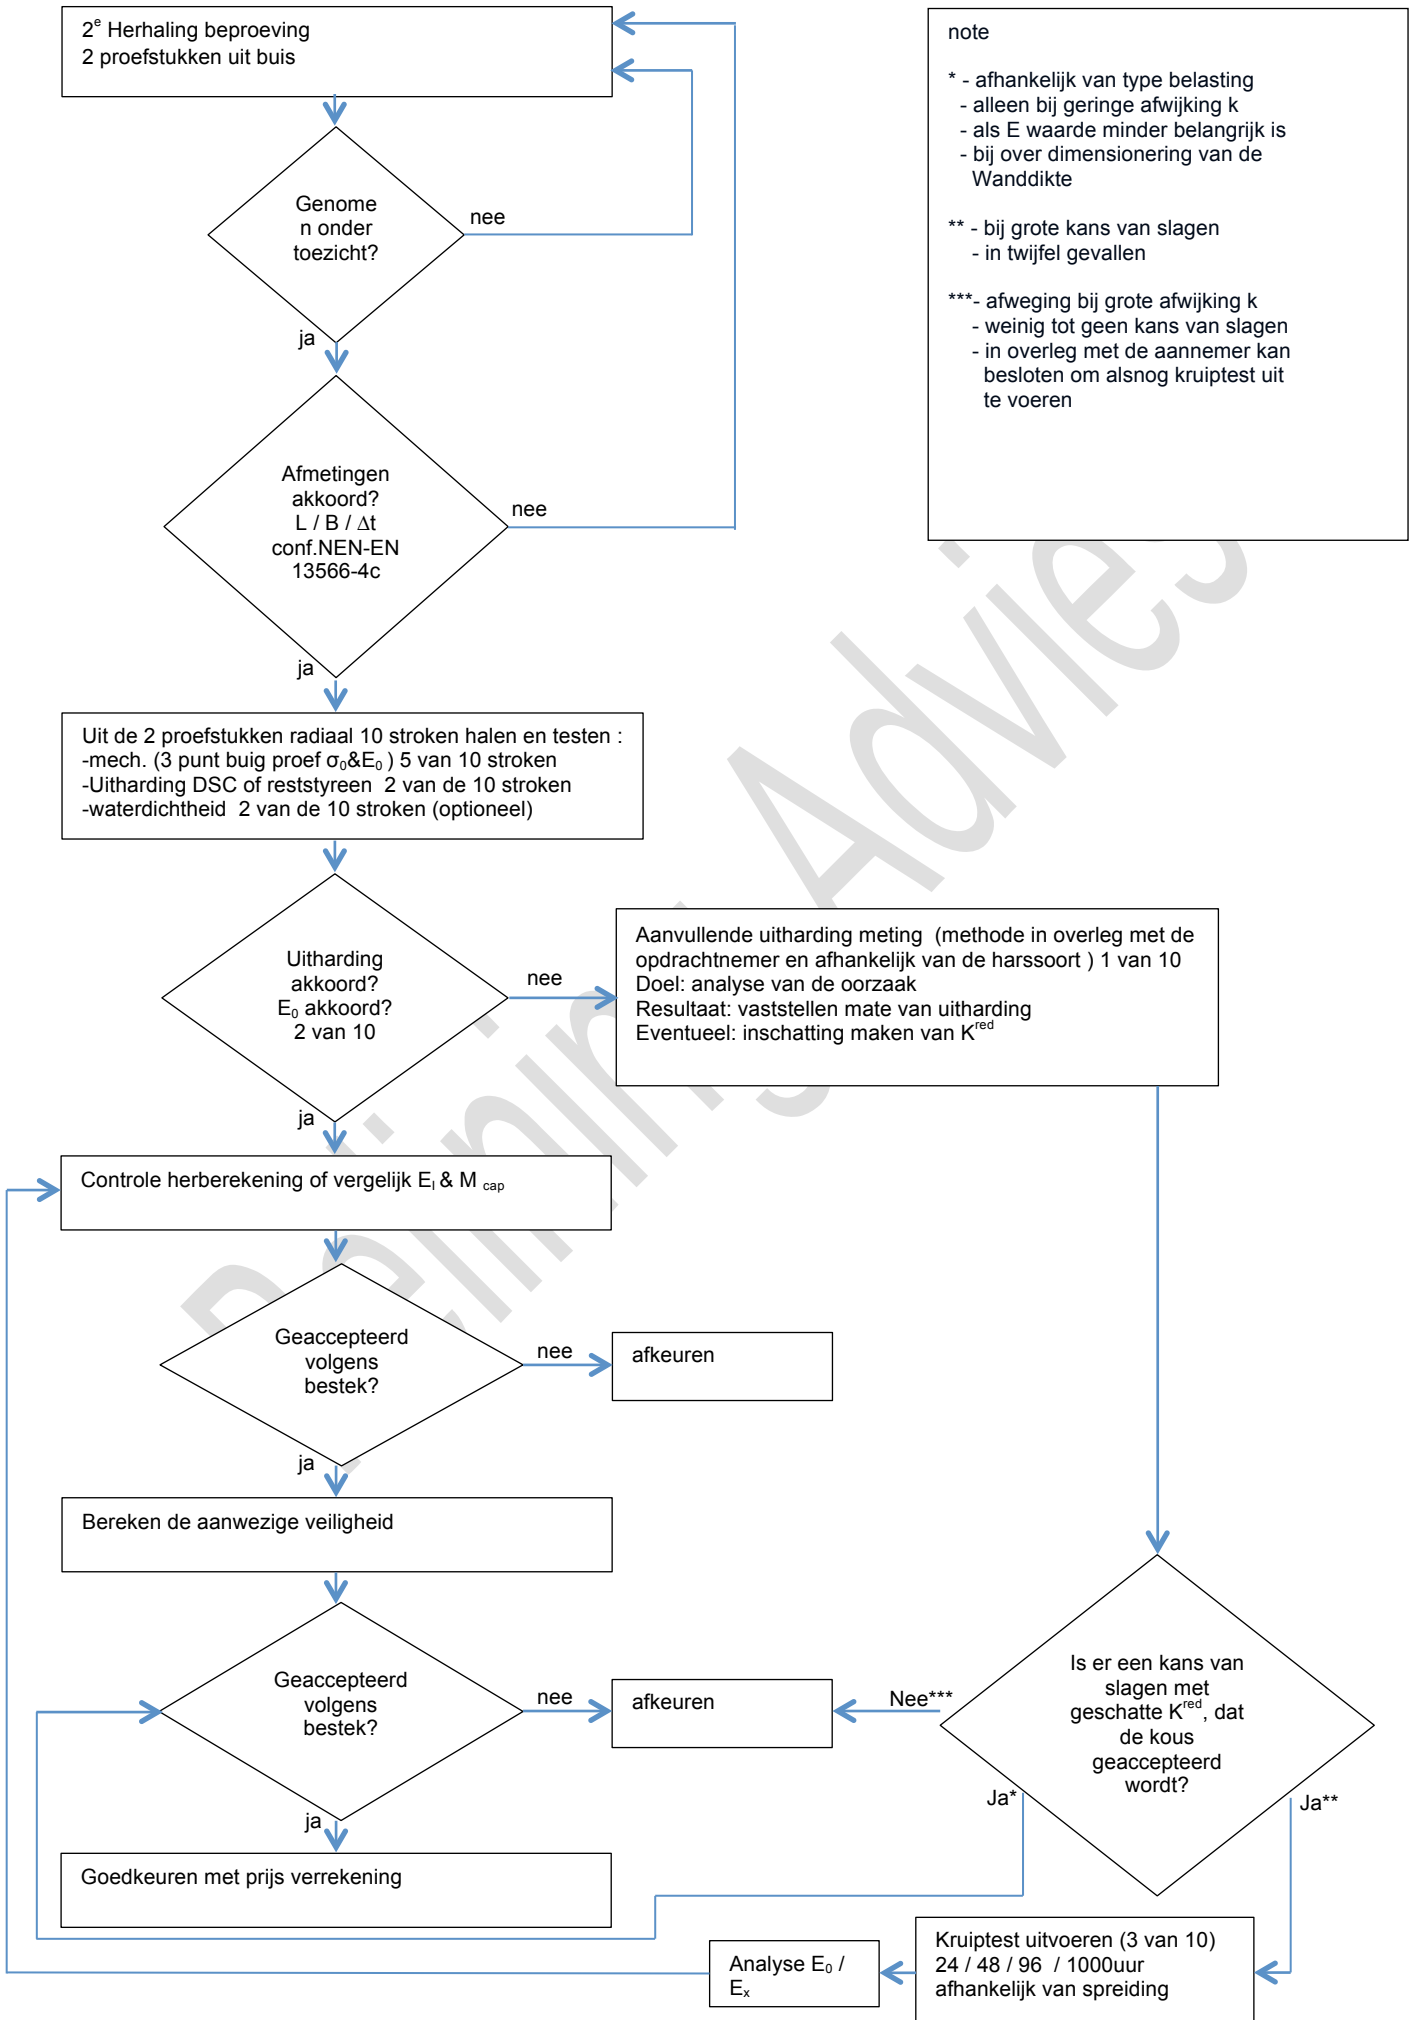 2e Herhaling beproeving
2 proefstukken uit buis
note
* - afhankelijk van type belasting
- alleen bij geringe afwijking k
- als E waarde minder belangrijk is
- bij over dimensionering van de
Wanddikte
** - bij grote kans van slagen
- in twijfel gevallen
***- afweging bij grote afwijking k
- weinig tot geen kans van slagen
- in overleg met de aannemer kan
besloten om alsnog kruiptest uit
te voeren
Genome
n onder
toezicht?
nee
ja
Afmetingen
akkoord?
L / B / Δt
conf.NEN-EN
13566-4c
nee
ja
Uit de 2 proefstukken radiaal 10 stroken halen en testen :
-mech. (3 punt buig proef σ₀&E₀ ) 5 van 10 stroken
-Uitharding DSC of reststyreen 2 van de 10 stroken
-waterdichtheid 2 van de 10 stroken (optioneel)
Uitharding
akkoord?
E₀ akkoord?
2 van 10
nee
ja
Aanvullende uitharding meting (methode in overleg met de
opdrachtnemer en afhankelijk van de harssoort ) 1 van 10
Doel: analyse van de oorzaak
Resultaat: vaststellen mate van uitharding
Eventueel: inschatting maken van K^red
Controle herberekening of vergelijk E_l & M cap
Geaccepteerd
volgens
bestek?
nee
afkeuren
ja
Bereken de aanwezige veiligheid
Geaccepteerd
volgens
bestek?
nee
afkeuren
Nee***
Is er een kans van
slagen met
geschatte K^red, dat
de kous
geaccepteerd
wordt?
Ja*
Ja**
ja
Goedkeuren met prijs verrekening
Kruiptest uitvoeren (3 van 10)
24 / 48 / 96 / 1000uur
afhankelijk van spreiding
Analyse E₀ /
Eₓ
Relining Advies